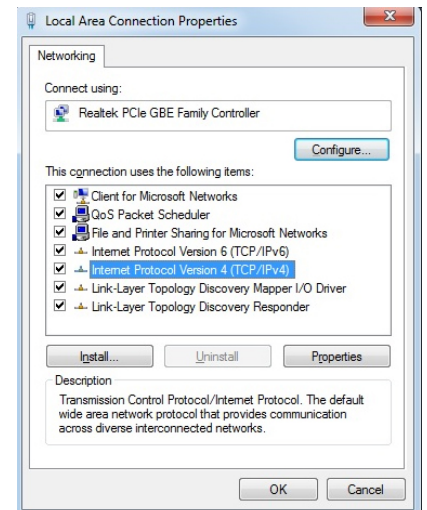 Local Area Connection Properties
Networking
Connect using:
Realtek PCIe GBE Family Controller
Configure...
This connection uses the following items:
Client for Microsoft Networks
QoS Packet Scheduler
File and Printer Sharing for Microsoft Networks
Internet Protocol Version 6 (TCP/IPv6)
Internet Protocol Version 4 (TCP/IPv4)
Link-Layer Topology Discovery Mapper I/O Driver
Link-Layer Topology Discovery Responder
Install... Uninstall Properties
Description
Transmission Control Protocol/Internet Protocol. The default
wide area network protocol that provides communication
across diverse interconnected networks.
OK Cancel